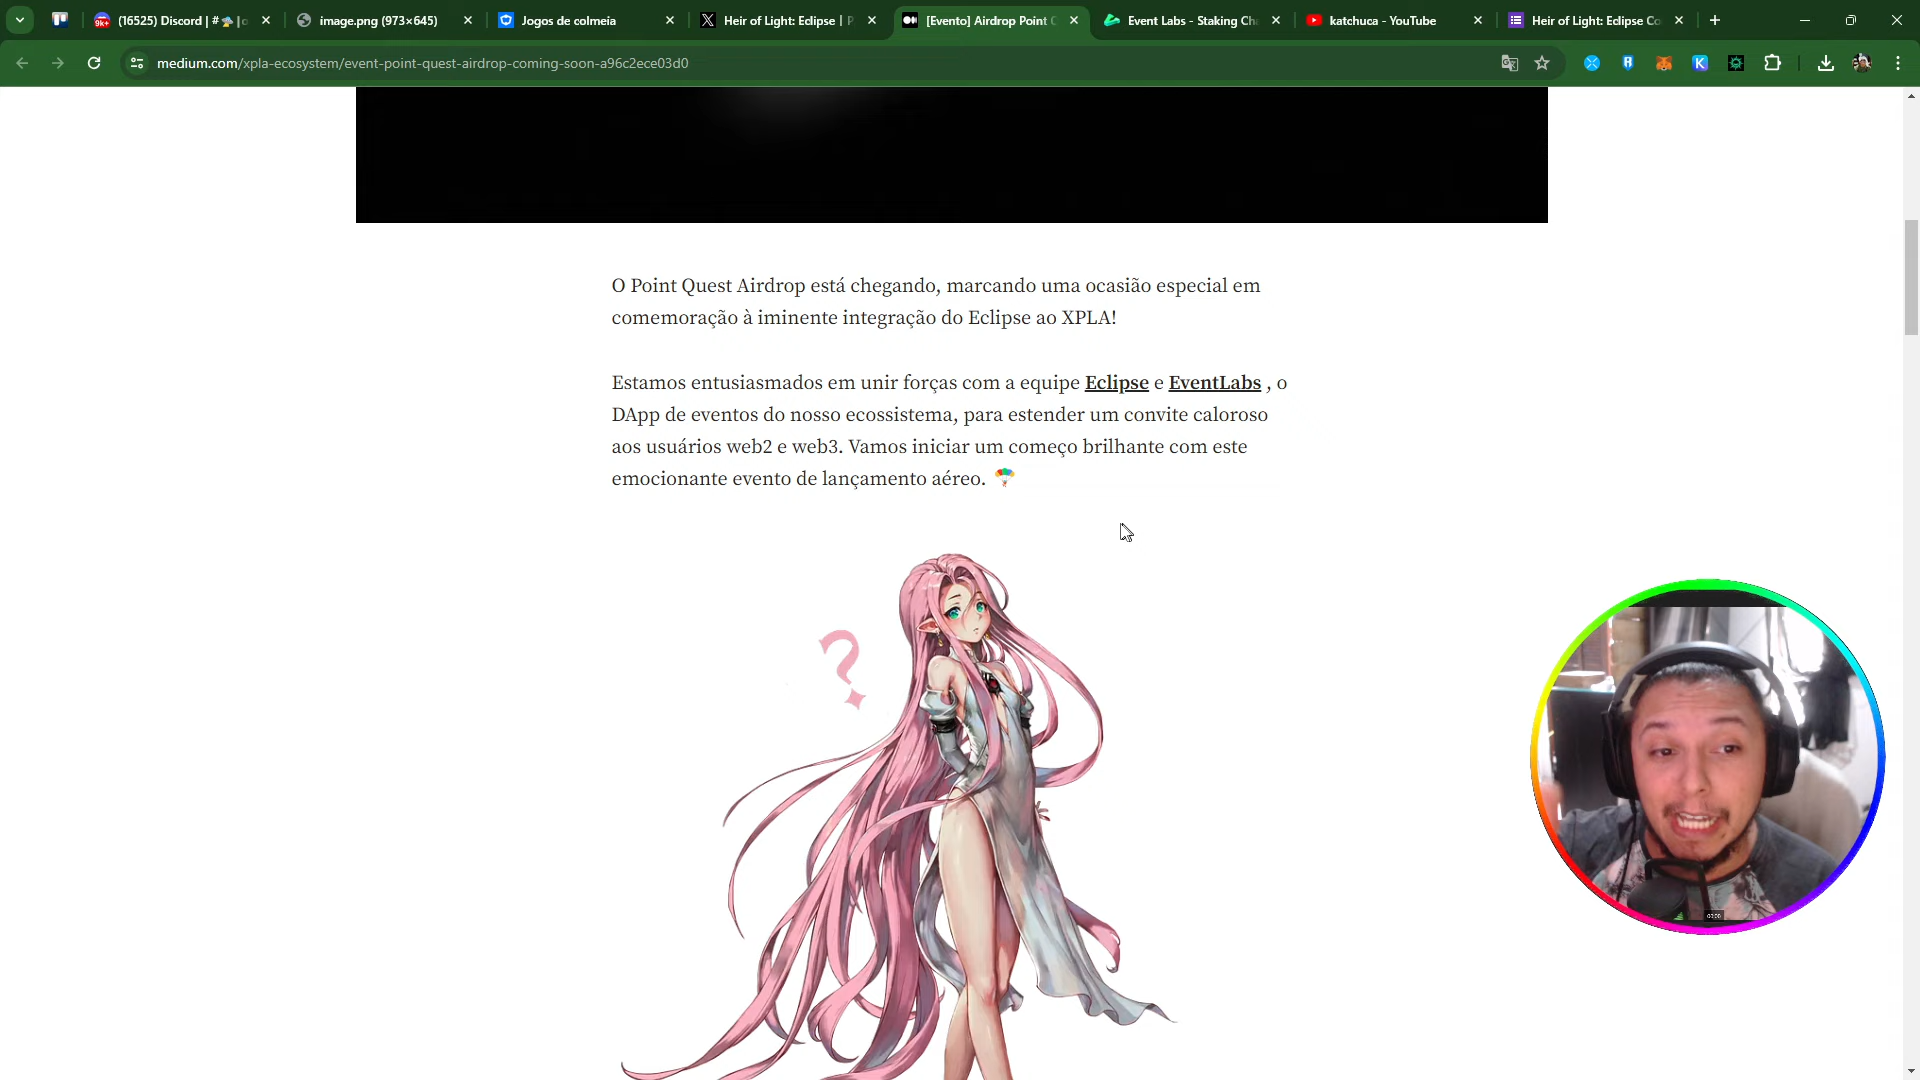 (16525) Discord | #
image.png (973×645)
Jogos de colmeia
Heir of Light: Eclipse | P
[Evento] Airdrop Point
Event Labs - Staking Ch
katchuca - YouTube
Heir of Light: Eclipse Co
medium.com/xpla-ecosystem/event-point-quest-airdrop-coming-soon-a96c2ece03d0
O Point Quest Airdrop está chegando, marcando uma ocasião especial em
comemoração à iminente integração do Eclipse ao XPLA!
Estamos entusiasmados em unir forças com a equipe Eclipse e EventLabs , o
DApp de eventos do nosso ecossistema, para estender um convite caloroso
aos usuários web2 e web3. Vamos iniciar um começo brilhante com este
emocionante evento de lançamento aéreo.
?
00:00